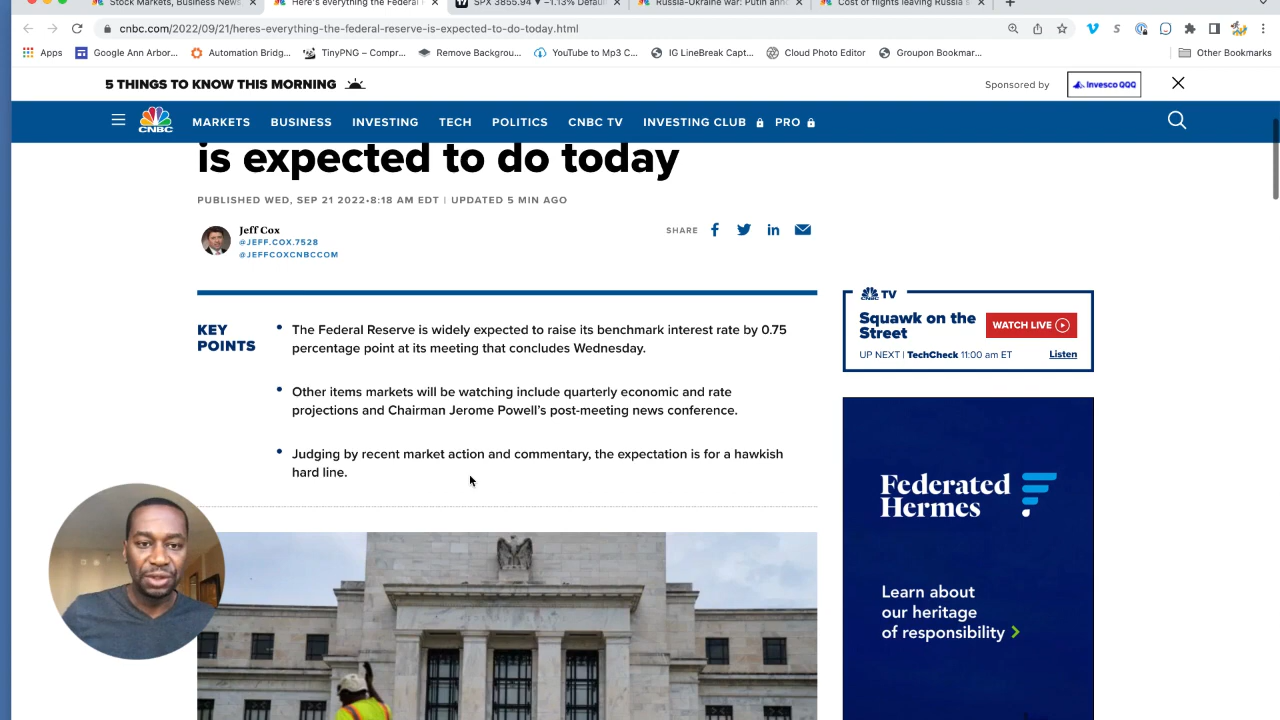 Stock Markets, Business News,
Here's everything the Federal
SPX 3855.94 ▼ −1.13% Defaul
Russia-Ukraine war: Putin ann
Cost of flights leaving Russia s
cnbc.com/2022/09/21/heres-everything-the-federal-reserve-is-expected-to-do-today.html
Apps
Google Ann Arbor...
Automation Bridg...
TinyPNG – Compr...
Remove Backgrou...
YouTube to Mp3 C...
IG LineBreak Capt...
Cloud Photo Editor
Groupon Bookmar...
Other Bookmarks
5 THINGS TO KNOW THIS MORNING
Sponsored by
Invesco QQQ
CNBC
MARKETS
BUSINESS
INVESTING
TECH
POLITICS
CNBC TV
INVESTING CLUB
PRO
is expected to do today
PUBLISHED WED, SEP 21 2022•8:18 AM EDT | UPDATED 5 MIN AGO
Jeff Cox
@JEFF.COX.7528
@JEFFCOXCNBCCOM
SHARE
KEY
POINTS
The Federal Reserve is widely expected to raise its benchmark interest rate by 0.75
percentage point at its meeting that concludes Wednesday.
Other items markets will be watching include quarterly economic and rate
projections and Chairman Jerome Powell's post-meeting news conference.
Judging by recent market action and commentary, the expectation is for a hawkish
hard line.
CNBC TV
Squawk on the
Street
WATCH LIVE
UP NEXT | TechCheck 11:00 am ET
Listen
Federated
Hermes
Learn about
our heritage
of responsibility